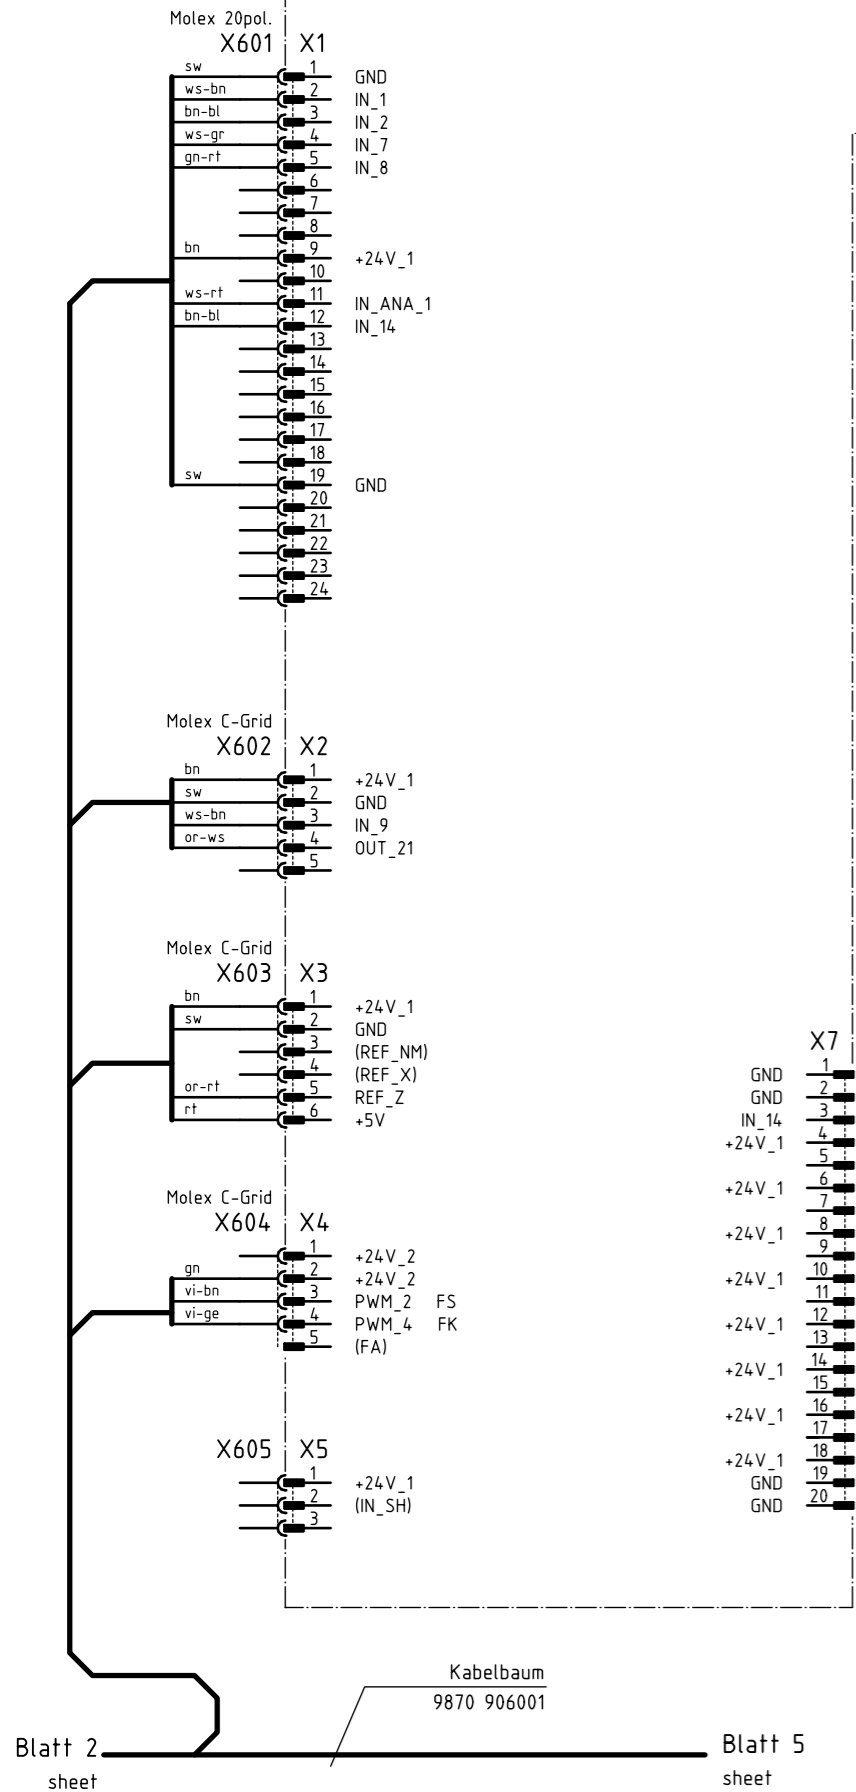 Molex 20pol.
X601 X1
sw 1 GND
ws-bn 2 IN_1
bn-bl 3 IN_2
ws-gr 4 IN_7
gn-rt 5 IN_8
6
7
8
bn 9 +24V_1
10
ws-rt 11 IN_ANA_1
bn-bl 12 IN_14
13
14
15
16
17
18
sw 19 GND
20
21
22
23
24
Molex C-Grid
X602 X2
bn 1 +24V_1
sw 2 GND
ws-bn 3 IN_9
or-ws 4 OUT_21
5
Molex C-Grid
X603 X3
bn 1 +24V_1
sw 2 GND
3 (REF_NM)
4 (REF_X)
or-rt 5 REF_Z
rt 6 +5V
Molex C-Grid
X604 X4
1 +24V_2
gn 2 +24V_2
vi-bn 3 PWM_2 FS
vi-ge 4 PWM_4 FK
5 (FA)
X605 X5
1 +24V_1
2 (IN_SH)
3
X7
GND 1
GND 2
IN_14 3
+24V_1 4
5
+24V_1 6
7
+24V_1 8
9
+24V_1 10
11
+24V_1 12
13
+24V_1 14
15
+24V_1 16
17
+24V_1 18
GND 19
GND 20
Kabelbaum
9870 906001
Blatt 2
sheet
Blatt 5
sheet